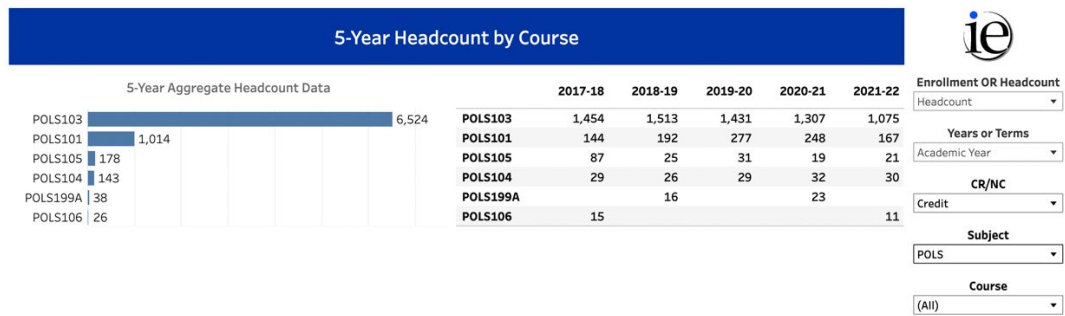 5-Year Headcount by Course
5-Year Aggregate Headcount Data
POLS103 6,524
POLS101 1,014
POLS105 178
POLS104 143
POLS199A 38
POLS106 26
2017-18 2018-19 2019-20 2020-21 2021-22
POLS103 1,454 1,513 1,431 1,307 1,075
POLS101 144 192 277 248 167
POLS105 87 25 31 19 21
POLS104 29 26 29 32 30
POLS199A 16 23
POLS106 15 11
ie
Enrollment OR Headcount
Headcount
Years or Terms
Academic Year
CR/NC
Credit
Subject
POLS
Course
(All)